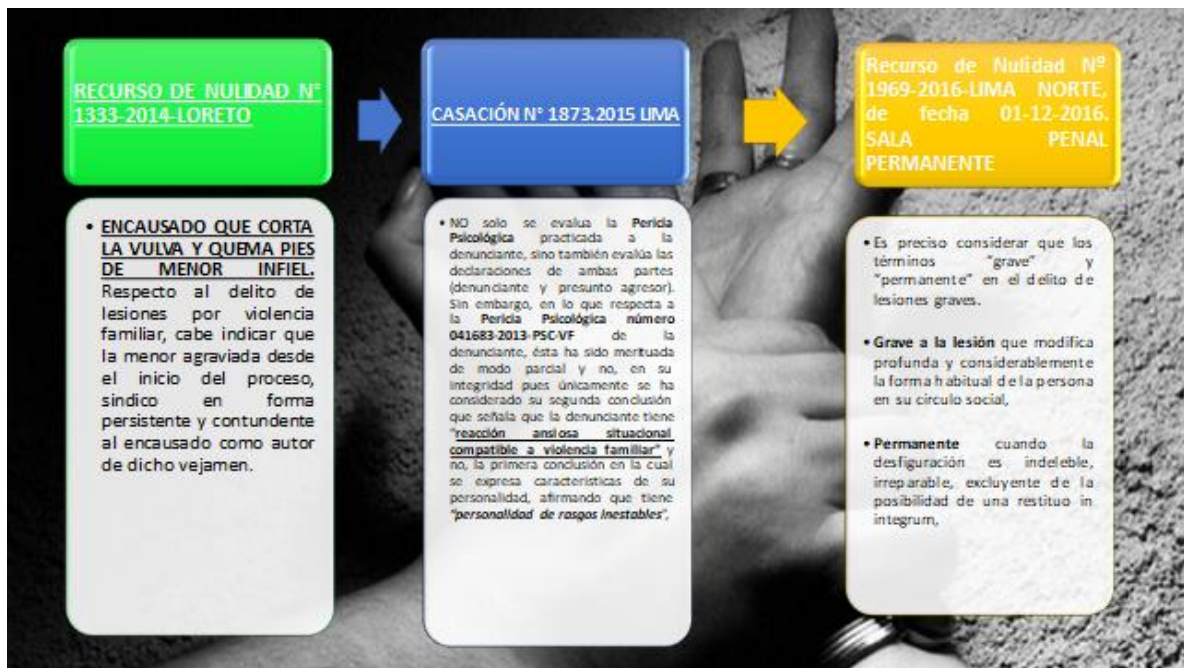 RECURSO DE NULIDAD N°
1333-2014-LORETO
• ENCAUSADO QUE CORTA
LA VULVA Y QUEMA PIES
DE MENOR INFIEL.
Respecto al delito de
lesiones por violencia
familiar, cabe indicar que
la menor agraviada desde
el inicio del proceso,
sindico en forma
persistente y contundente
al encausado como autor
de dicho vejamen.
CASACIÓN N° 1873.2015 LIMA
• NO solo se evalua la Pericia
Psicológica practicada a la
denunciante, sino también evalúa las
declaraciones de ambas partes
(denunciante y presunto agresor).
Sin embargo, en lo que respecta a
la Pericia Psicológica número
041683-2013-PSC-VF de la
denunciante, ésta ha sido merituada
de modo parcial y no, en su
integridad pues únicamente se ha
considerado su segunda conclusión
que señala que la denunciante tiene
"reacción ansiosa situacional
compatible a violencia familiar" y
no, la primera conclusión en la cual
se expresa características de su
personalidad, afirmando que tiene
"personalidad de rasgos inestables",
Recurso de Nulidad Nº
1969-2016-LIMA NORTE,
de fecha 01-12-2016.
SALA PENAL
PERMANENTE
• Es preciso considerar que los
términos "grave" y
"permanente" en el delito de
lesiones graves.
• Grave a la lesión que modifica
profunda y considerablemente
la forma habitual de la persona
en su circulo social,
• Permanente cuando la
desfiguración es indeleble,
irreparable, excluyente de la
posibilidad de una restituo in
integrum,